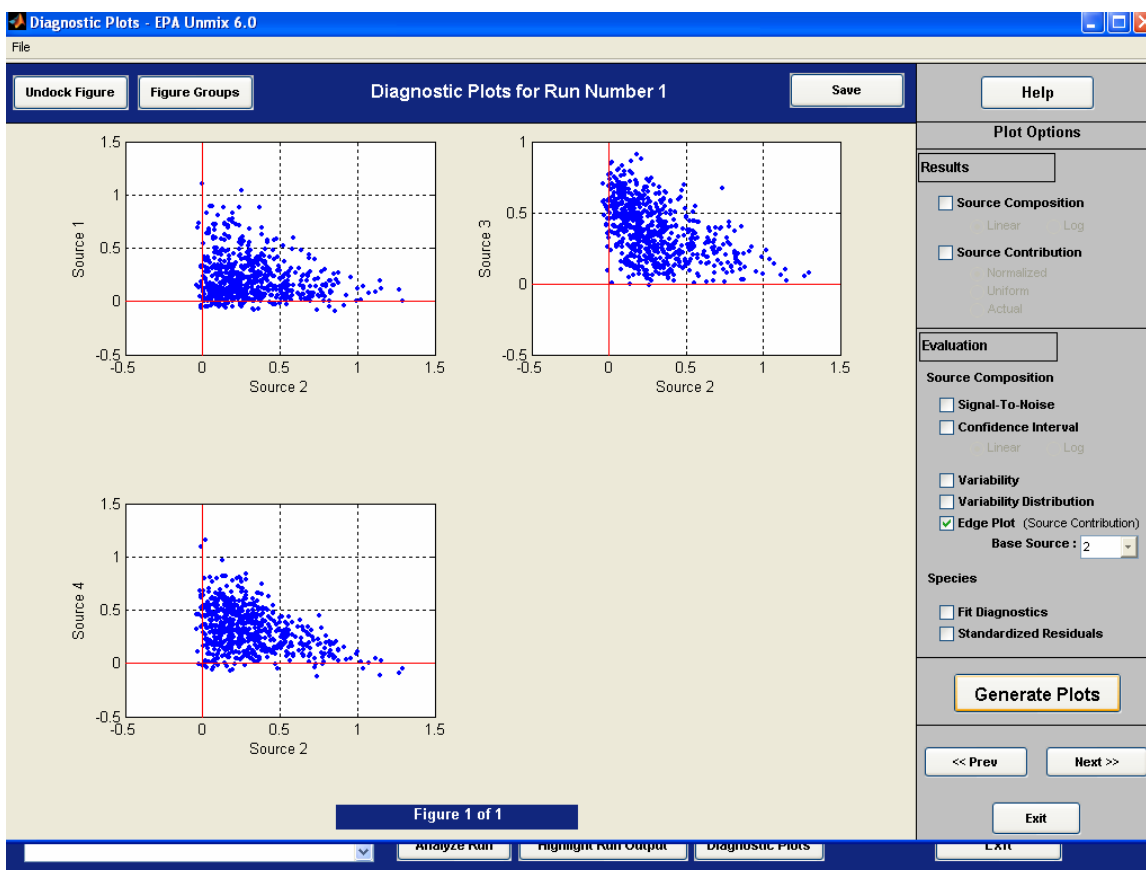 Diagnostic Plots - EPA Unmix 6.0
File
Undock Figure
Figure Groups
Diagnostic Plots for Run Number 1
Save
1.5
1
0.5
0
-0.5
Source 1
-0.5 0 0.5 1 1.5
Source 2
1
0.5
0
-0.5
Source 3
-0.5 0 0.5 1 1.5
Source 2
1.5
1
0.5
0
-0.5
Source 4
-0.5 0 0.5 1 1.5
Source 2
Figure 1 of 1
Help
Plot Options
Results
Source Composition
Linear Log
Source Contribution
Normalized
Uniform
Actual
Evaluation
Source Composition
Signal-To-Noise
Confidence Interval
Linear Log
Variability
Variability Distribution
Edge Plot (Source Contribution)
Base Source : 2
Species
Fit Diagnostics
Standardized Residuals
Generate Plots
<< Prev
Next >>
Exit
Analyze Run
Highlight Run Output
Diagnostic Plots
Exit